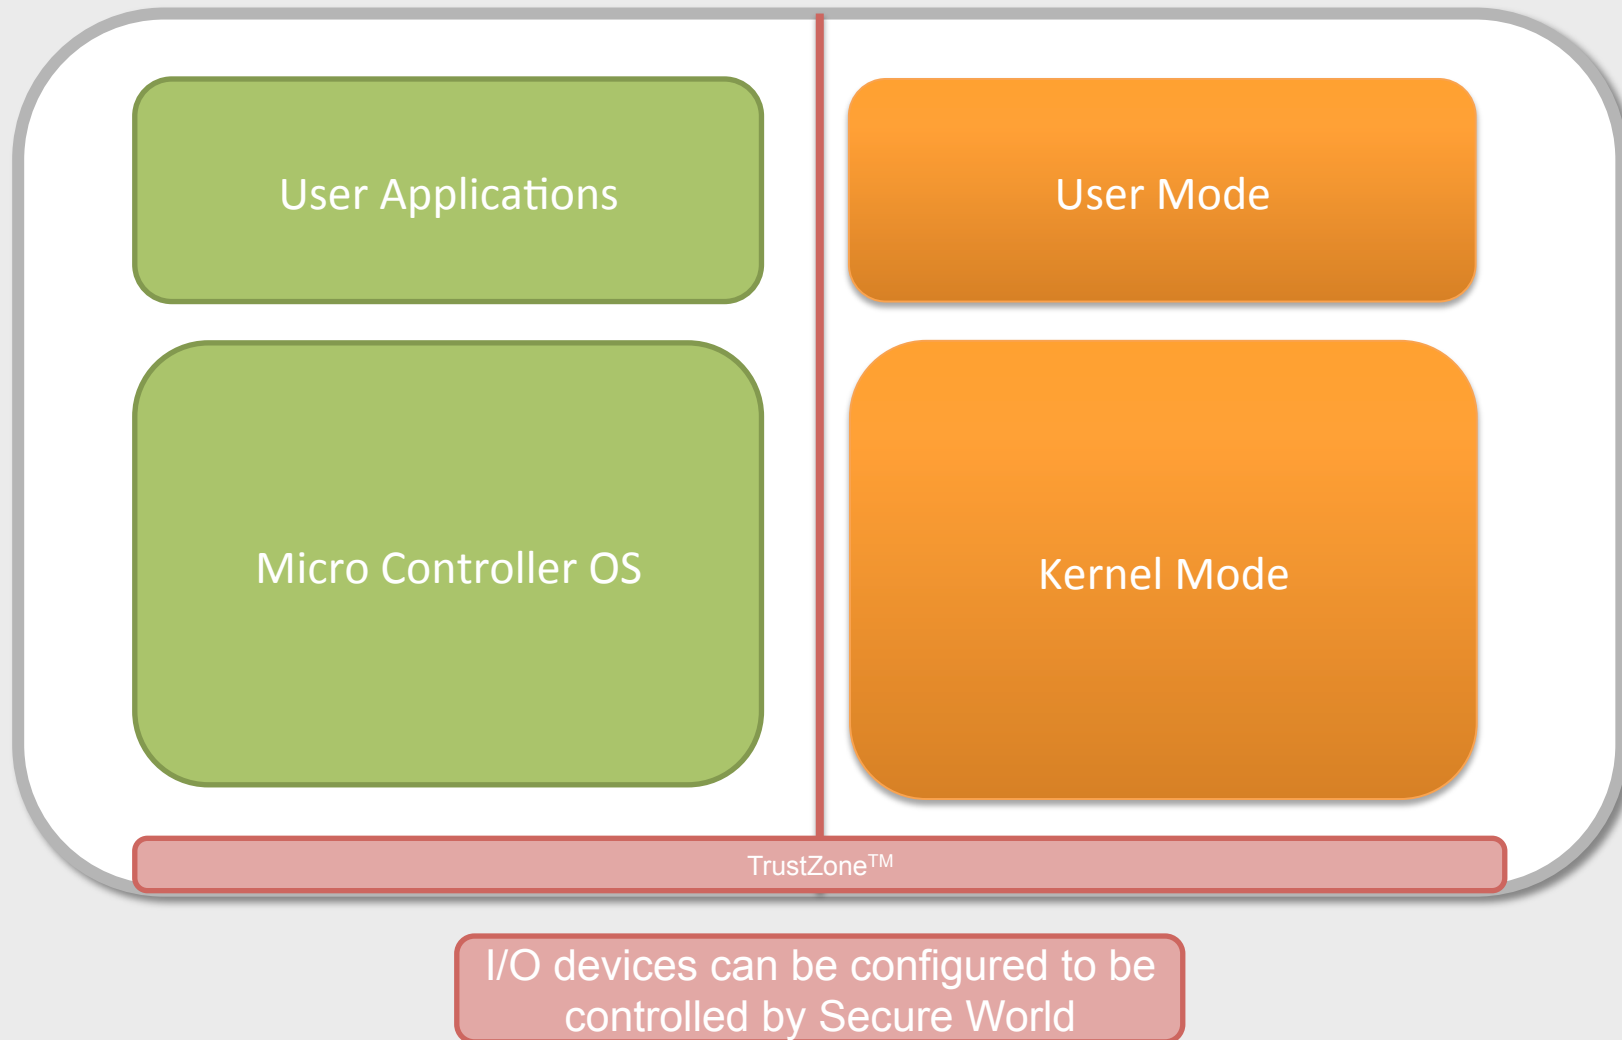 User Applications
User Mode
Micro Controller OS
Kernel Mode
TrustZone™
I/O devices can be configured to be
controlled by Secure World